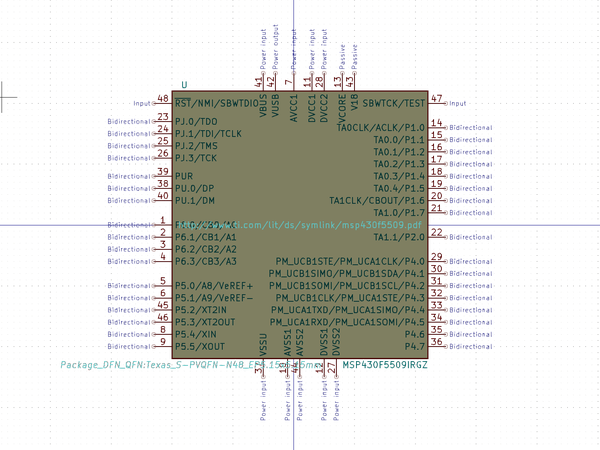 Power input
Power output
Power input
Power input
Power input
Passive
Passive
41
42
7
11
28
13
43
U
VBUS
VUSB
AVCC1
DVCC1
DVCC2
VCORE
V18
Input 48 RST/NMI/SBWTDIO
SBWTCK/TEST 47 Input
Bidirectional 23 PJ.0/TDO
TA0CLK/ACLK/P1.0 14 Bidirectional
Bidirectional 24 PJ.1/TDI/TCLK
TA0.0/P1.1 15 Bidirectional
Bidirectional 25 PJ.2/TMS
TA0.1/P1.2 16 Bidirectional
Bidirectional 26 PJ.3/TCK
TA0.2/P1.3 17 Bidirectional
Bidirectional 39 PUR
TA0.3/P1.4 18 Bidirectional
Bidirectional 38 PU.0/DP
TA0.4/P1.5 19 Bidirectional
Bidirectional 40 PU.1/DM
TA1CLK/CBOUT/P1.6 20 Bidirectional
TA1.0/P1.7 21 Bidirectional
Bidirectional 1
.com/lit/ds/symlink/msp430f5509.pdf
Bidirectional 2 P6.1/CB1/A1
TA1.1/P2.0 22 Bidirectional
Bidirectional 3 P6.2/CB2/A2
Bidirectional 4 P6.3/CB3/A3
PM_UCB1STE/PM_UCA1CLK/P4.0 29 Bidirectional
PM_UCB1SIMO/PM_UCB1SDA/P4.1 30 Bidirectional
Bidirectional 5 P5.0/A8/VeREF+
PM_UCB1SOMI/PM_UCB1SCL/P4.2 31 Bidirectional
Bidirectional 6 P5.1/A9/VeREF-
PM_UCB1CLK/PM_UCA1STE/P4.3 32 Bidirectional
Bidirectional 45 P5.2/XT2IN
PM_UCA1TXD/PM_UCA1SIMO/P4.4 33 Bidirectional
Bidirectional 46 P5.3/XT2OUT
PM_UCA1RXD/PM_UCA1SOMI/P4.5 34 Bidirectional
Bidirectional 8 P5.4/XIN
P4.6 35 Bidirectional
Bidirectional 9 P5.5/XOUT
P4.7 36 Bidirectional
VSSU
AVSS1
AVSS2
DVSS1
DVSS2
Package_DFN_QFN:Texas_S-PVQFN-N48_
MSP430F5509IRGZ
37
10
44
12
27
Power input
Power input
Power input
Power input
Power input